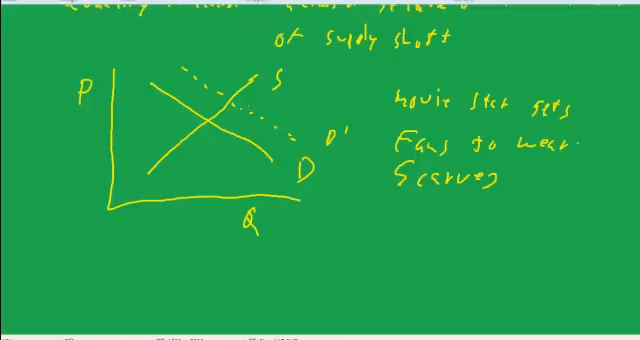 of supply shift
P
S
D'
D
Q
Movie star gets
Fans to wear
Scarves